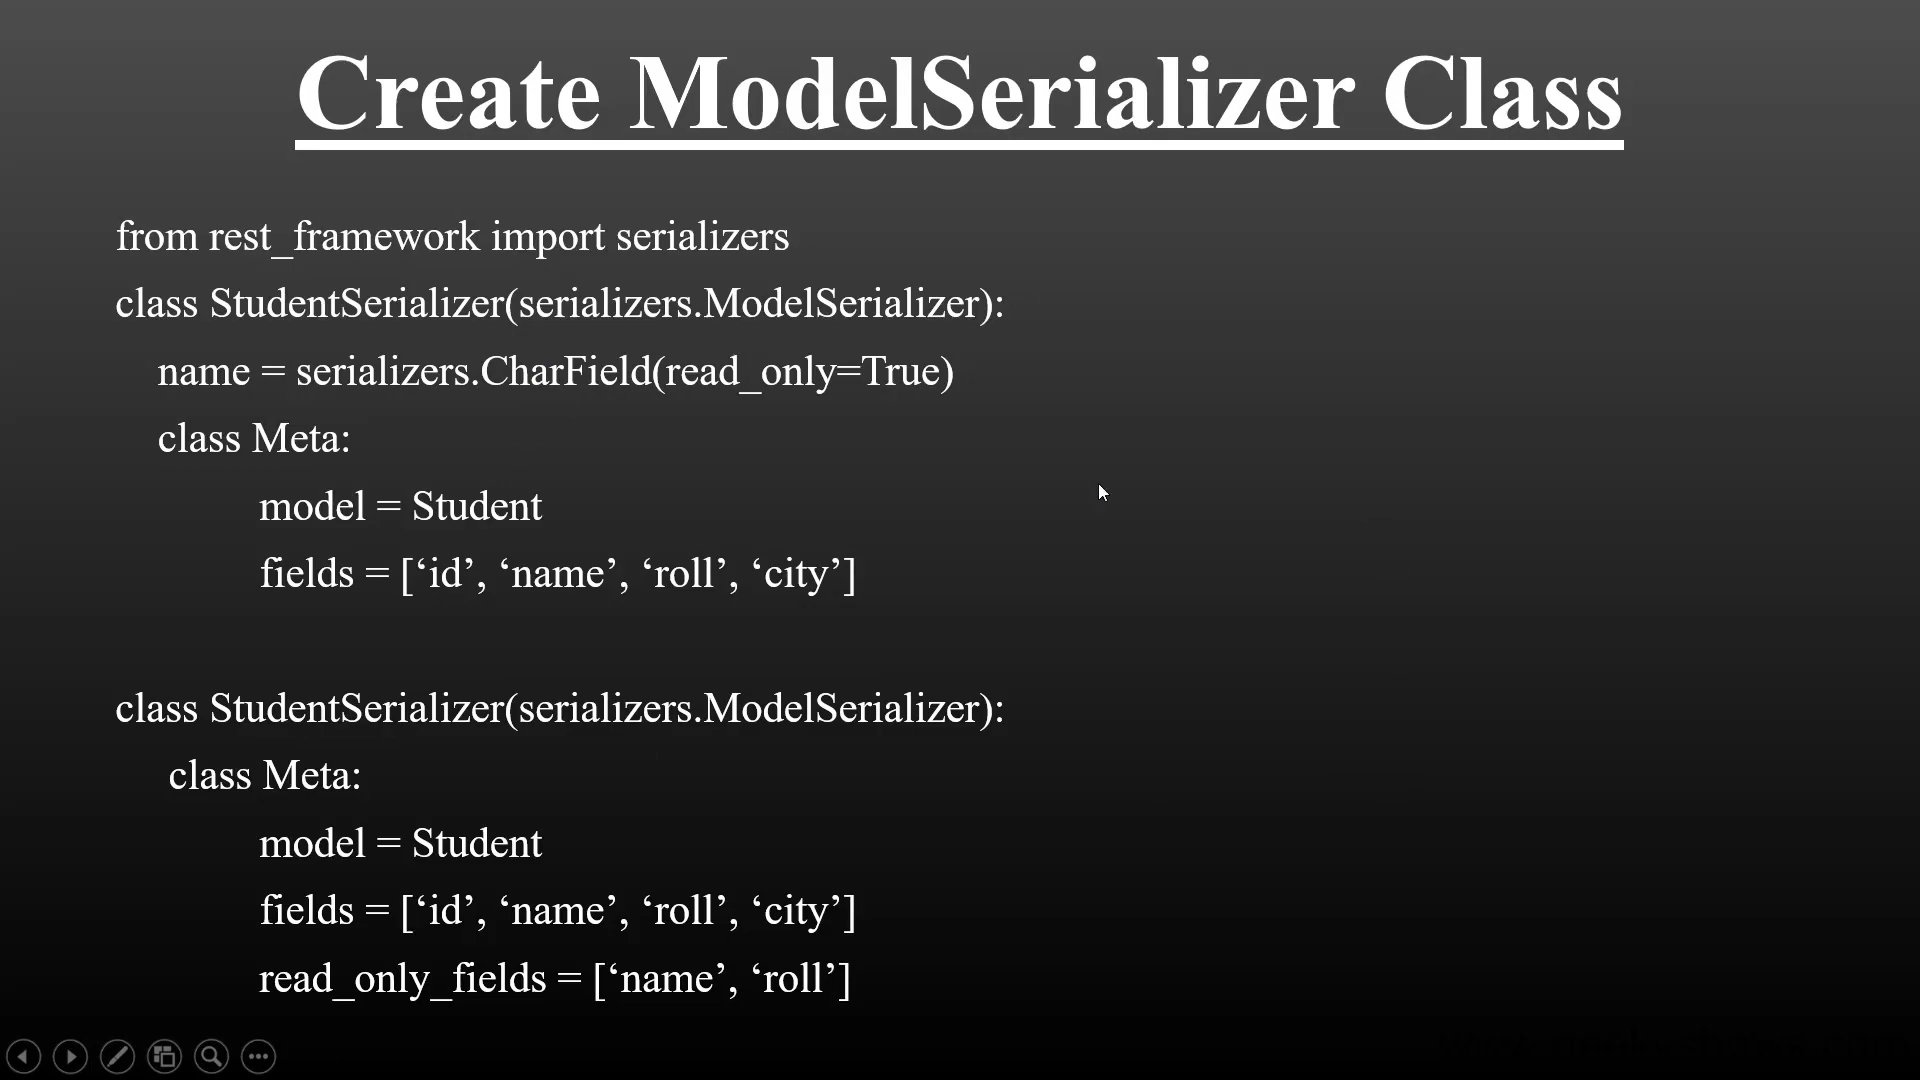 Create ModelSerializer Class
from rest_framework import serializers
class StudentSerializer(serializers.ModelSerializer):
name = serializers.CharField(read_only=True)
class Meta:
model = Student
fields = [‘id’, ‘name’, ‘roll’, ‘city’]
class StudentSerializer(serializers.ModelSerializer):
class Meta:
model = Student
fields = [‘id’, ‘name’, ‘roll’, ‘city’]
read_only_fields = [‘name’, ‘roll’]